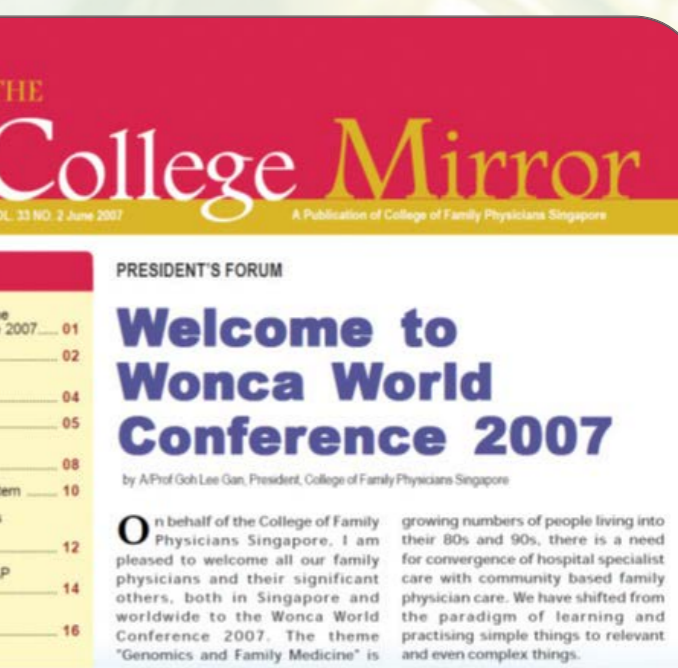 THE
College Mirror
VOL. 33 NO. 2 June 2007
A Publication of College of Family Physicians Singapore
2007 01
02
04
05
08
10
12
14
16
PRESIDENT'S FORUM
Welcome to
Wonca World
Conference 2007
by A/Prof Goh Lee Gan, President, College of Family Physicians Singapore
On behalf of the College of Family
Physicians Singapore, I am
pleased to welcome all our family
physicians and their significant
others, both in Singapore and
worldwide to the Wonca World
Conference 2007. The theme
"Genomics and Family Medicine" is
growing numbers of people living into
their 80s and 90s, there is a need
for convergence of hospital specialist
care with community based family
physician care. We have shifted from
the paradigm of learning and
practising simple things to relevant
and even complex things.